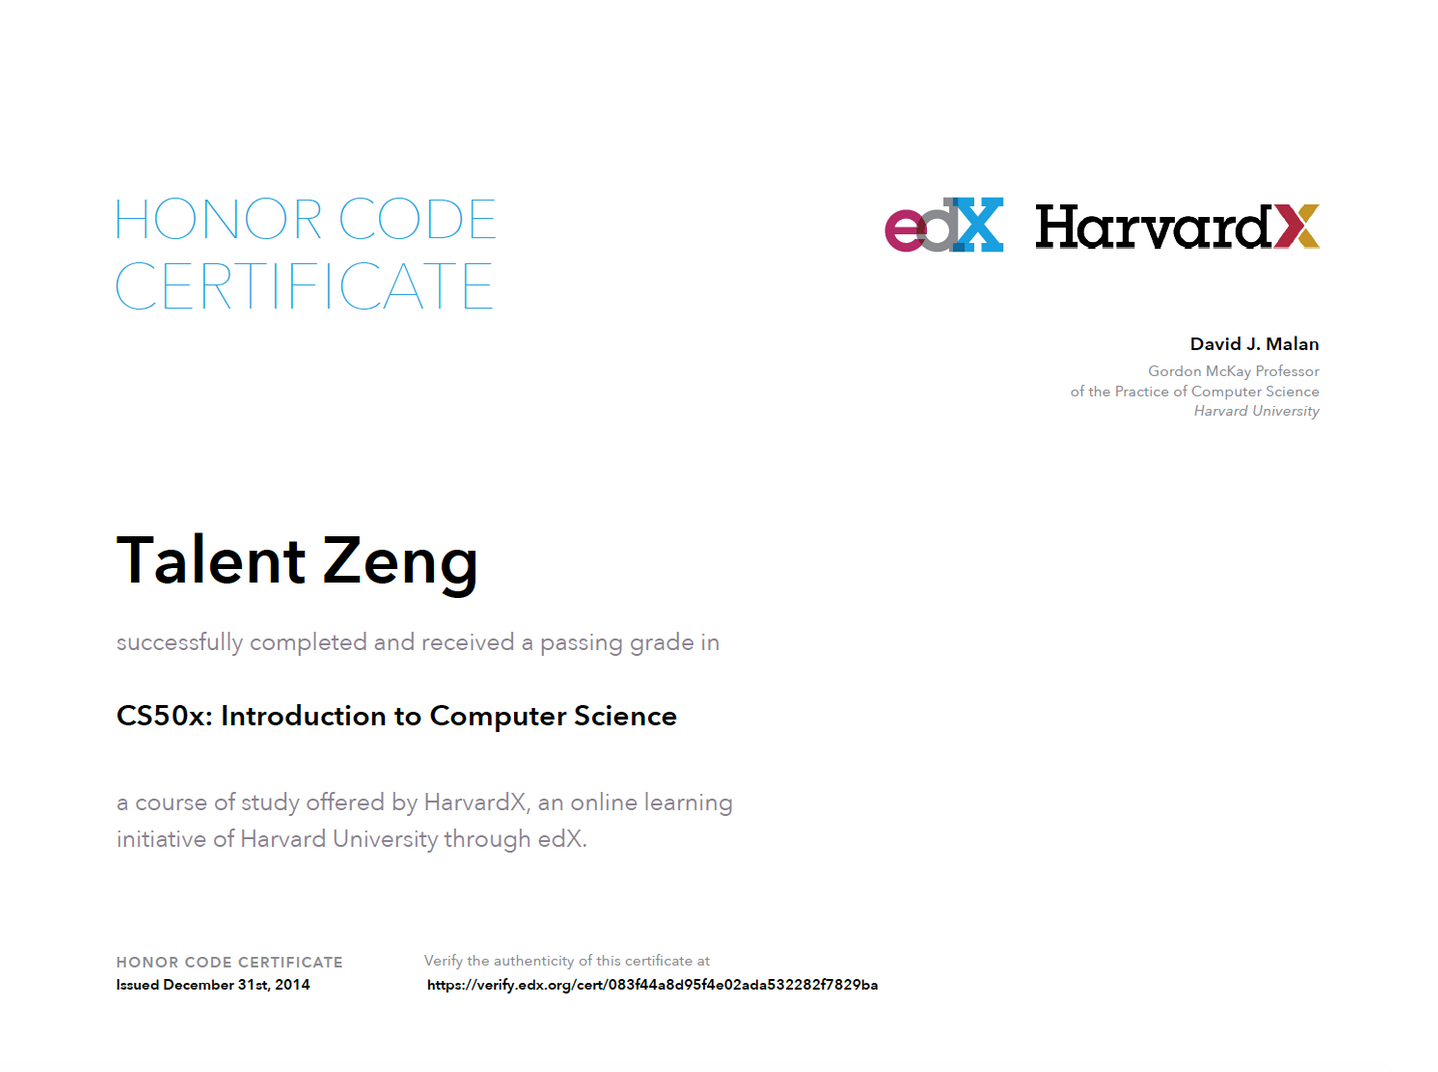 HONOR CODE
CERTIFICATE
edX HarvardX
David J. Malan
Gordon McKay Professor
of the Practice of Computer Science
Harvard University
Talent Zeng
successfully completed and received a passing grade in
CS50x: Introduction to Computer Science
a course of study offered by HarvardX, an online learning
initiative of Harvard University through edX.
HONOR CODE CERTIFICATE
Issued December 31st, 2014
Verify the authenticity of this certificate at
https://verify.edx.org/cert/083f44a8d95f4e02ada532282f7829ba